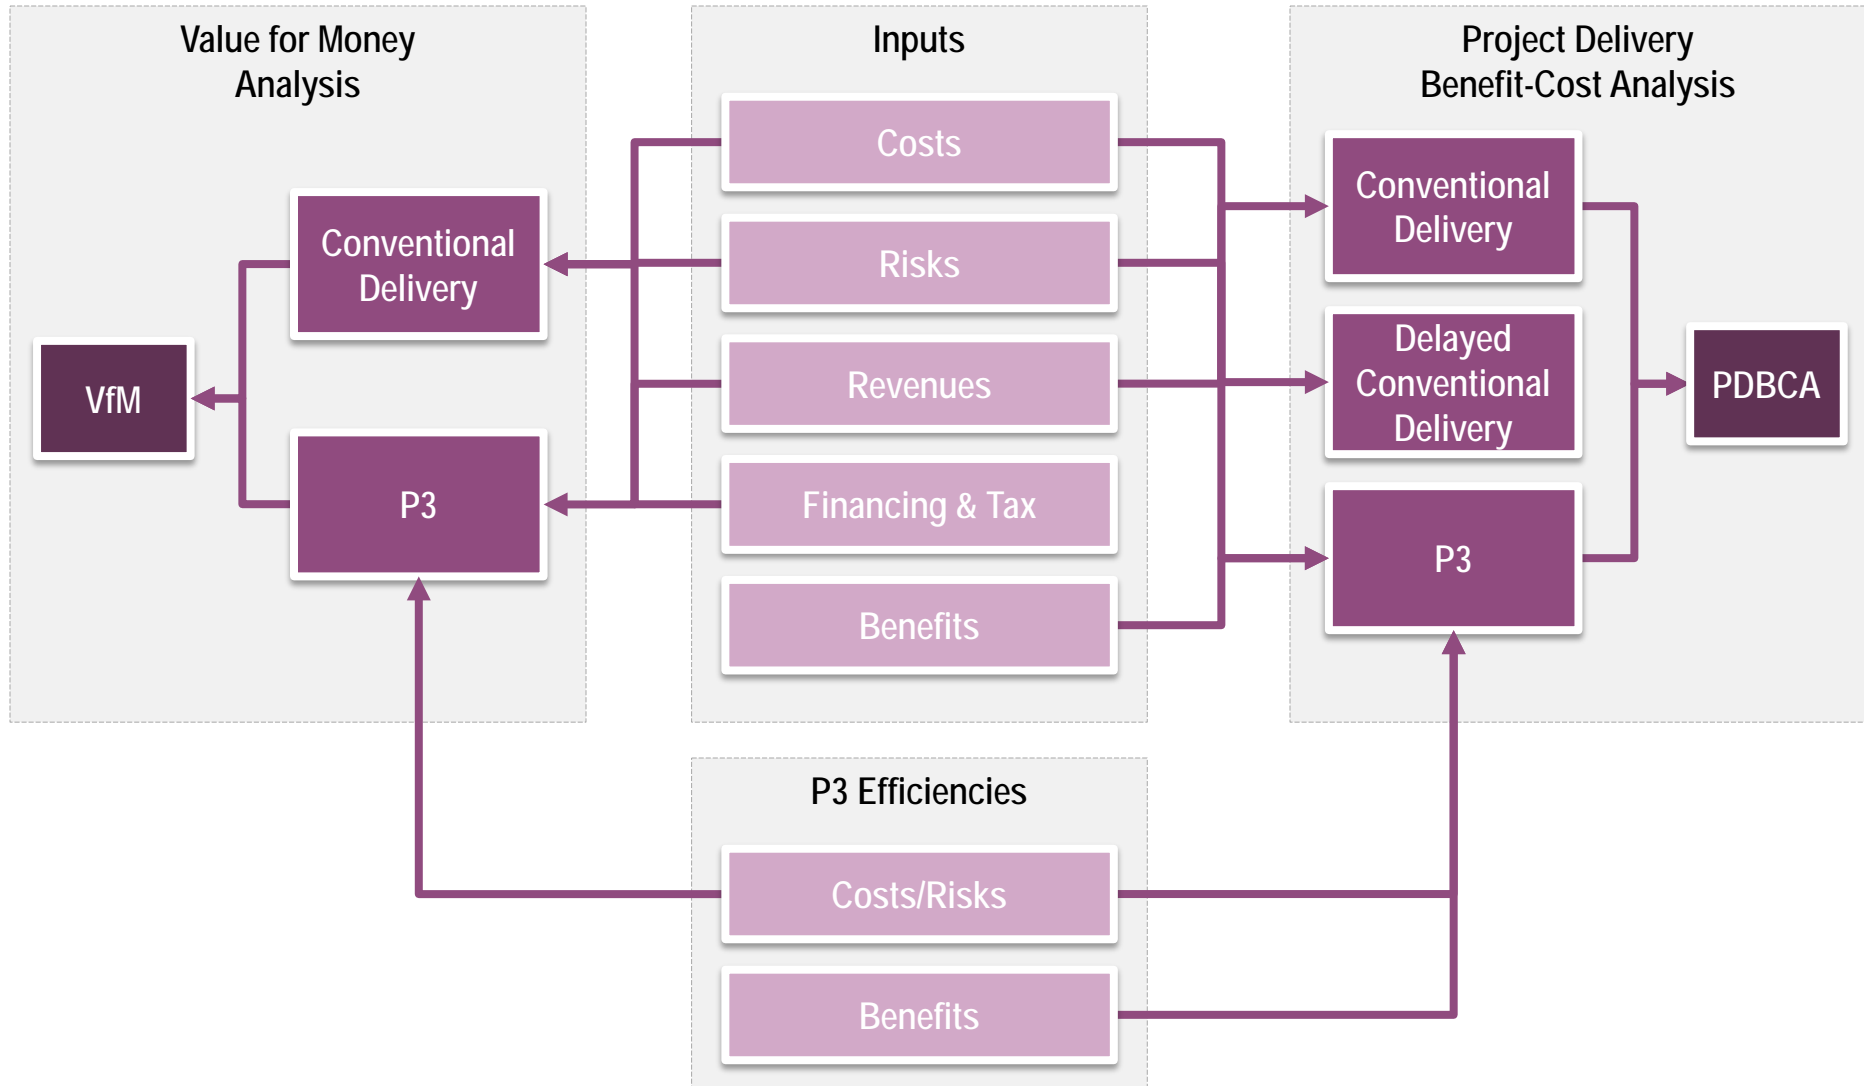 Value for Money
Analysis
Conventional
Delivery
VfM
P3
Inputs
Costs
Risks
Revenues
Financing & Tax
Benefits
Project Delivery
Benefit-Cost Analysis
Conventional
Delivery
Delayed
Conventional
Delivery
PDBCA
P3
P3 Efficiencies
Costs/Risks
Benefits